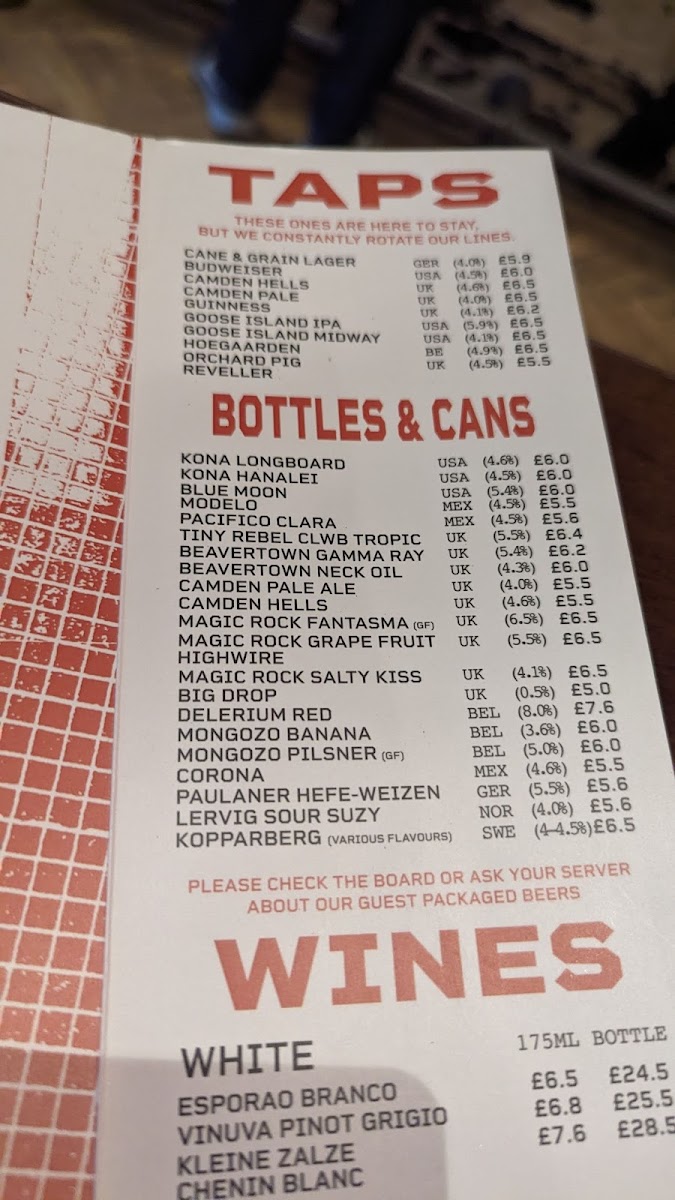 TAPS
THESE ONES ARE HERE TO STAY,
BUT WE CONSTANTLY ROTATE OUR LINES.
CANE & GRAIN LAGER GER (4.0%) £5.9
BUDWEISER USA (4.5%) £6.0
CAMDEN HELLS UK (4.6%) £6.5
CAMDEN PALE UK (4.0%) £6.5
GUINNESS UK (4.1%) £6.2
GOOSE ISLAND IPA USA (5.9%) £6.5
GOOSE ISLAND MIDWAY USA (4.1%) £6.5
HOEGAARDEN BE (4.9%) £6.5
ORCHARD PIG UK (4.5%) £5.5
REVELLER
BOTTLES & CANS
KONA LONGBOARD USA (4.6%) £6.0
KONA HANALEI USA (4.5%) £6.0
BLUE MOON USA (5.4%) £6.0
MODELO MEX (4.5%) £5.5
PACIFICO CLARA MEX (4.5%) £5.6
TINY REBEL CLWB TROPIC UK (5.5%) £6.4
BEAVERTOWN GAMMA RAY UK (5.4%) £6.2
BEAVERTOWN NECK OIL UK (4.3%) £6.0
CAMDEN PALE ALE UK (4.0%) £5.5
CAMDEN HELLS UK (4.6%) £5.5
MAGIC ROCK FANTASMA (GF) UK (6.5%) £6.5
MAGIC ROCK GRAPE FRUIT UK (5.5%) £6.5
HIGHWIRE
MAGIC ROCK SALTY KISS UK (4.1%) £6.5
BIG DROP UK (0.5%) £5.0
DELERIUM RED BEL (8.0%) £7.6
MONGOZO BANANA BEL (3.6%) £6.0
MONGOZO PILSNER (GF) BEL (5.0%) £6.0
CORONA MEX (4.6%) £5.5
PAULANER HEFE-WEIZEN GER (5.5%) £5.6
LERVIG SOUR SUZY NOR (4.0%) £5.6
KOPPARBERG (VARIOUS FLAVOURS) SWE (4-4.5%) £6.5
PLEASE CHECK THE BOARD OR ASK YOUR SERVER
ABOUT OUR GUEST PACKAGED BEERS
WINES
WHITE 175ML BOTTLE
ESPORAO BRANCO £6.5 £24.5
VINUVA PINOT GRIGIO £6.8 £25.5
KLEINE ZALZE £7.6 £28.5
CHENIN BLANC